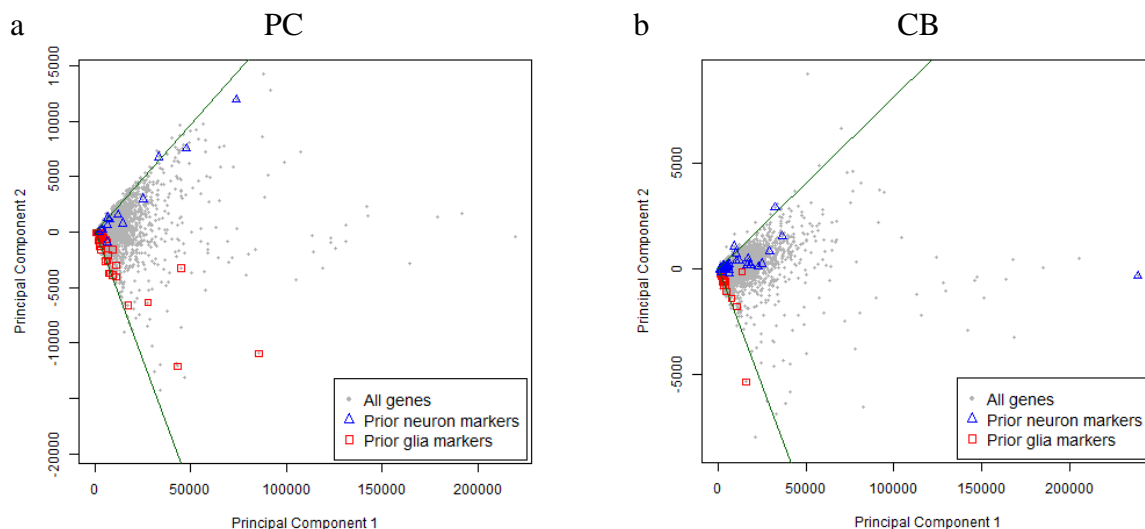 a PC
15000
10000
5000
0
-5000
-10000
-20000
Principal Component 2
All genes
Prior neuron markers
Prior glia markers
0 50000 100000 150000 200000
Principal Component 1
b CB
5000
0
-5000
Principal Component 2
All genes
Prior neuron markers
Prior glia markers
0 50000 100000 150000 200000
Principal Component 1